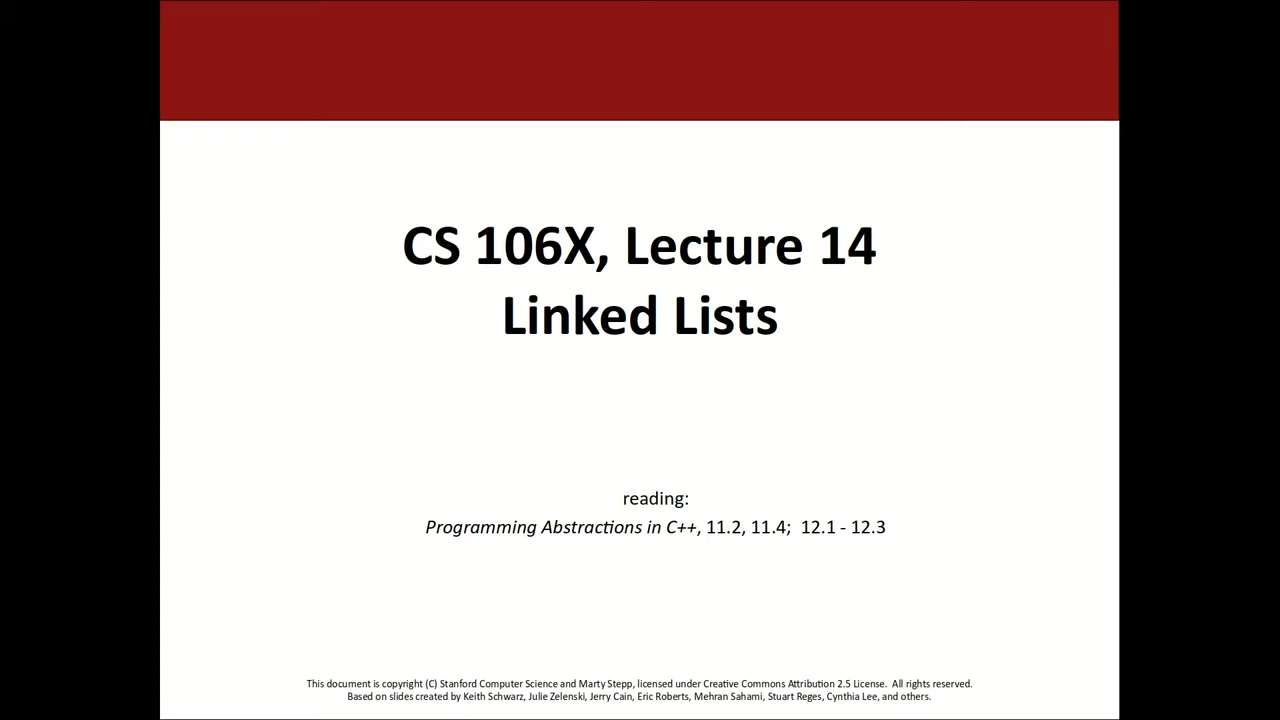 CS 106X, Lecture 14
Linked Lists
reading:
Programming Abstractions in C++, 11.2, 11.4;  12.1 - 12.3
This document is copyright (C) Stanford Computer Science and Marty Stepp, licensed under Creative Commons Attribution 2.5 License.  All rights reserved.
Based on slides created by Keith Schwarz, Julie Zelenski, Jerry Cain, Eric Roberts, Mehran Sahami, Stuart Reges, Cynthia Lee, and others.